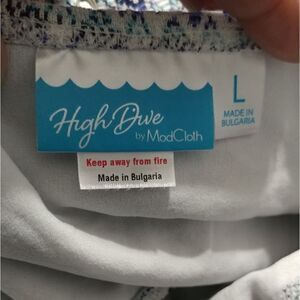 High Dive
by ModCloth
L
MADE IN
BULGARIA
Keep away from fire
Made in Bulgaria